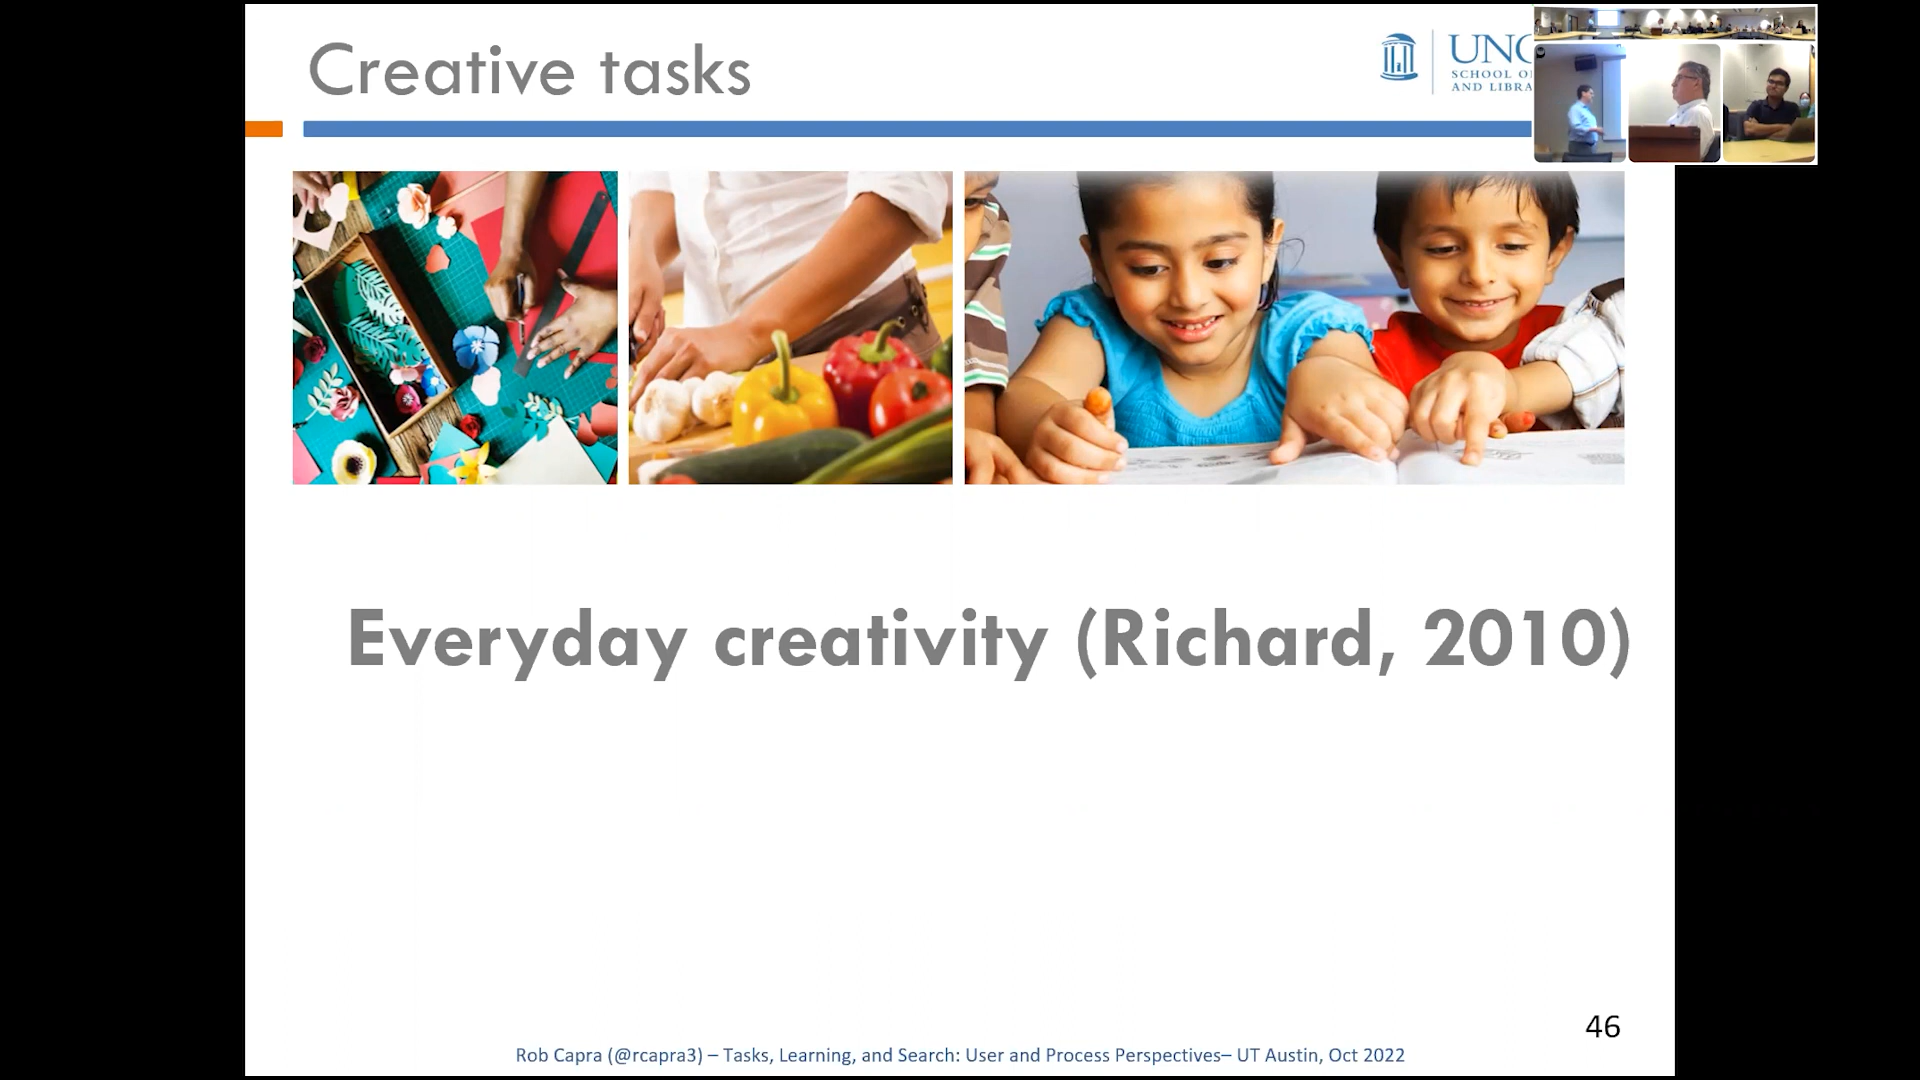 Creative tasks
UNC
SCHOOL O
AND LIBRA
Everyday creativity (Richard, 2010)
46
Rob Capra (@rcapra3) – Tasks, Learning, and Search: User and Process Perspectives– UT Austin, Oct 2022